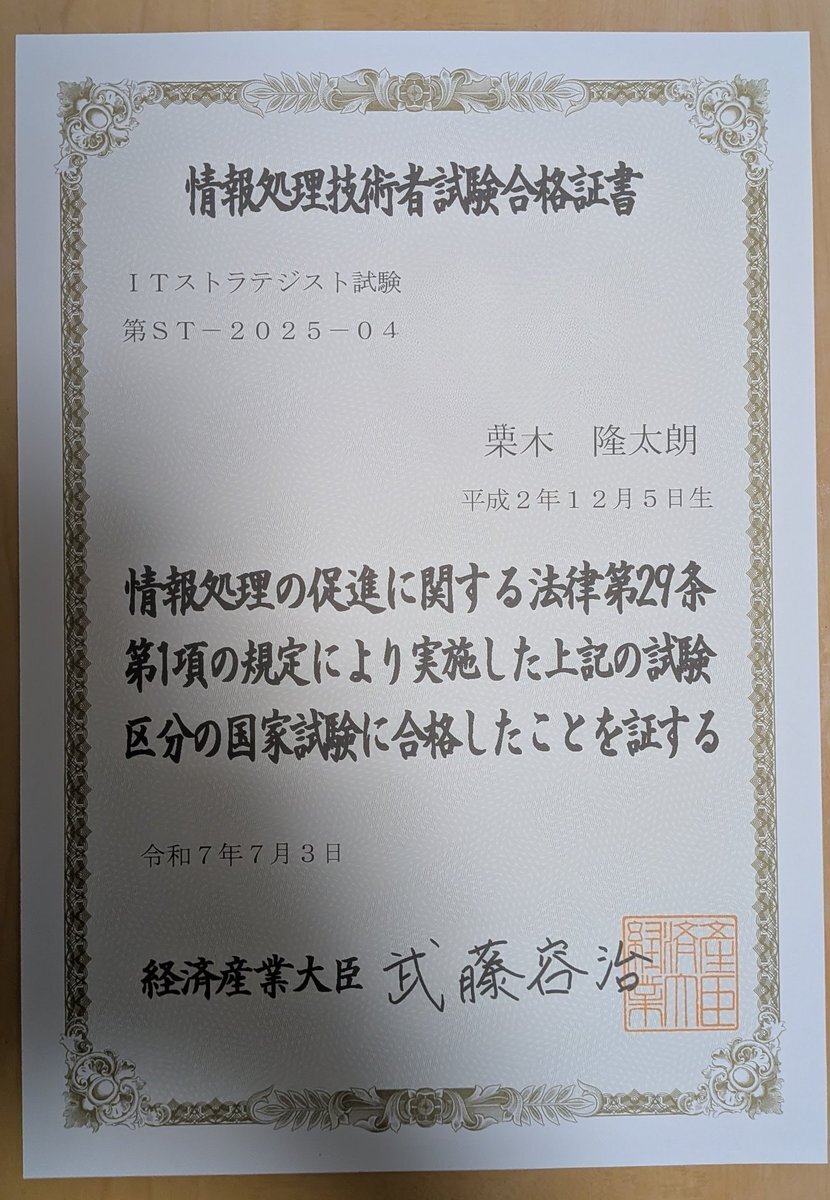 情報処理技術者試験合格証書
ＩＴストラテジスト試験
第ＳＴ－２０２５－０４
栗木　隆太朗
平成２年１２月５日生
情報処理の促進に関する法律第29条
第1項の規定により実施した上記の試験
区分の国家試験に合格したことを証する
令和７年７月３日
経済産業大臣 武藤容治
経済産業大臣